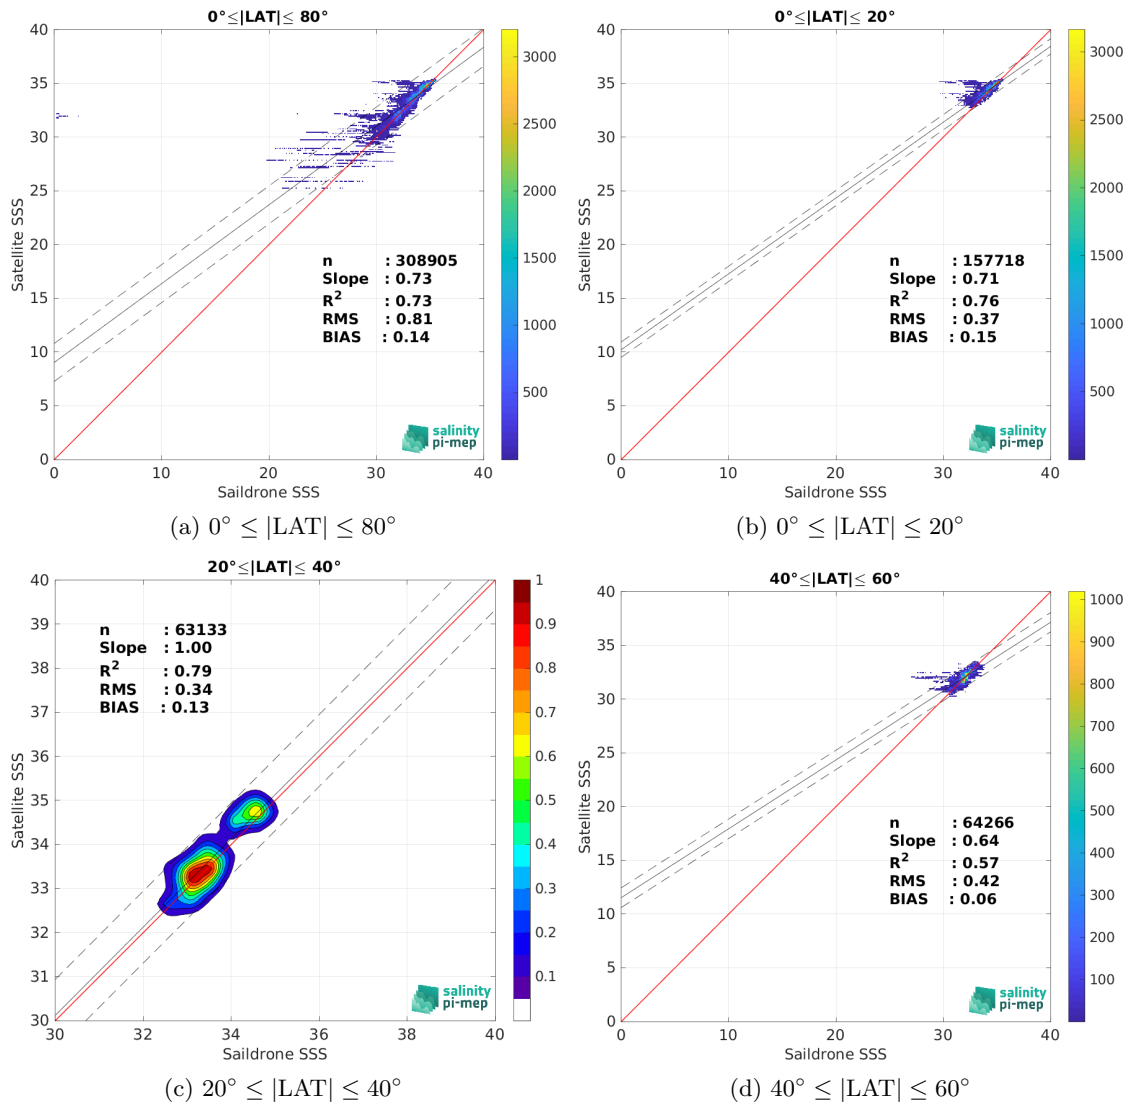 0°≤|LAT|≤ 80°
40
35
30
25
20
15
10
5
0
Satellite SSS
n : 308905
Slope : 0.73
R² : 0.73
RMS : 0.81
BIAS : 0.14
salinity
pi-mep
0 10 20 30 40
Saildrone SSS
3000
2500
2000
1500
1000
500
(a) 0° ≤ |LAT| ≤ 80°
0°≤|LAT|≤ 20°
40
35
30
25
20
15
10
5
0
Satellite SSS
n : 157718
Slope : 0.71
R² : 0.76
RMS : 0.37
BIAS : 0.15
salinity
pi-mep
0 10 20 30 40
Saildrone SSS
3000
2500
2000
1500
1000
500
(b) 0° ≤ |LAT| ≤ 20°
20°≤|LAT|≤ 40°
40
39
38
37
36
35
34
33
32
31
30
Satellite SSS
n : 63133
Slope : 1.00
R² : 0.79
RMS : 0.34
BIAS : 0.13
salinity
pi-mep
30 32 34 36 38 40
Saildrone SSS
1
0.9
0.8
0.7
0.6
0.5
0.4
0.3
0.2
0.1
(c) 20° ≤ |LAT| ≤ 40°
40°≤|LAT|≤ 60°
40
35
30
25
20
15
10
5
0
Satellite SSS
n : 64266
Slope : 0.64
R² : 0.57
RMS : 0.42
BIAS : 0.06
salinity
pi-mep
0 10 20 30 40
Saildrone SSS
1000
900
800
700
600
500
400
300
200
100
(d) 40° ≤ |LAT| ≤ 60°